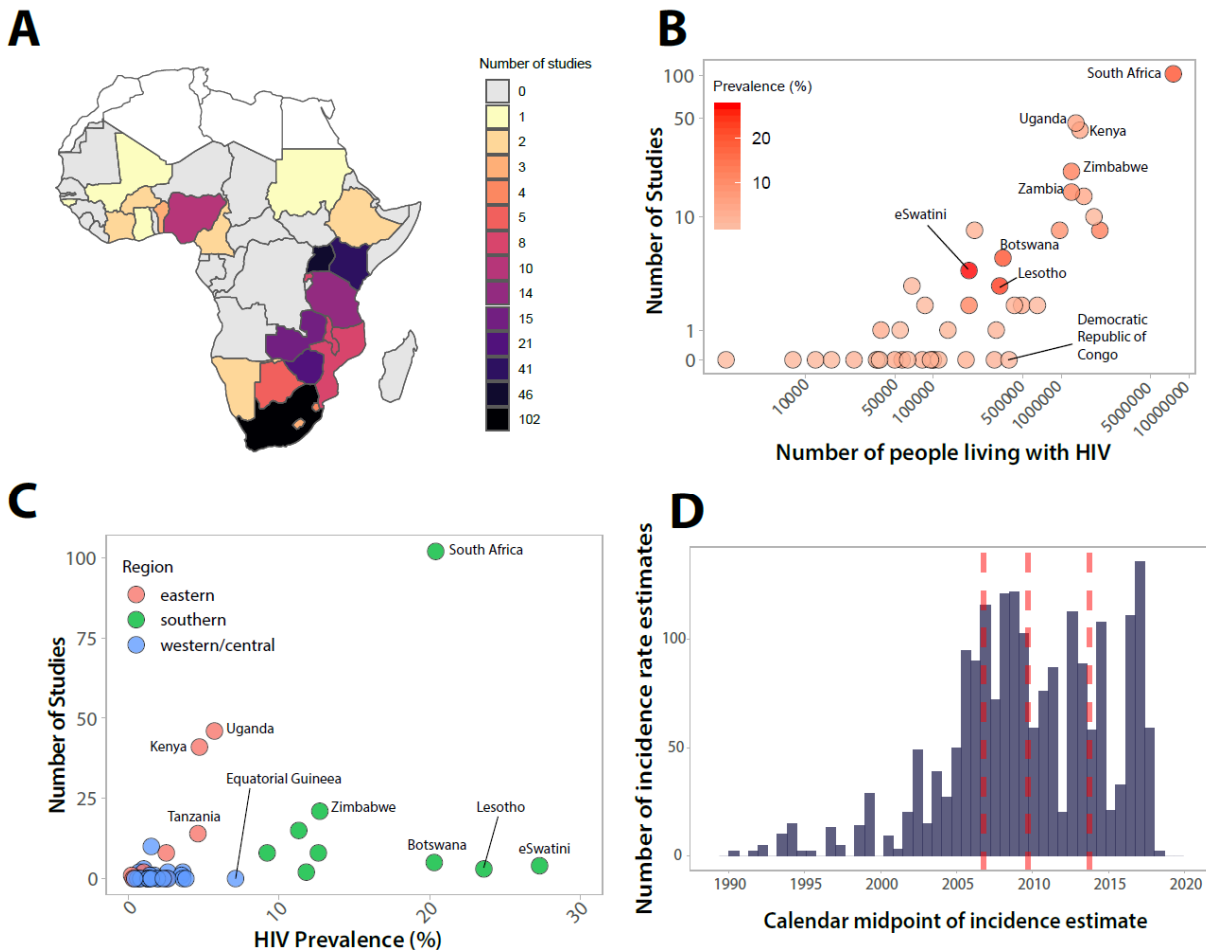 A
Number of studies
0
1
2
3
4
5
8
10
14
15
21
41
46
102
B
Number of Studies
100
50
10
1
0
Prevalence (%)
20
10
South Africa
Uganda
Kenya
Zimbabwe
Zambia
eSwatini
Botswana
Lesotho
Democratic
Republic of
Congo
10000
50000
100000
500000
1000000
5000000
10000000
Number of people living with HIV
C
Number of Studies
100
75
50
25
0
Region
eastern
southern
western/central
South Africa
Uganda
Kenya
Equatorial Guineea
Tanzania
Zimbabwe
Lesotho
Botswana
eSwatini
0
10
20
30
HIV Prevalence (%)
D
Number of incidence rate estimates
100
50
0
1990
1995
2000
2005
2010
2015
2020
Calendar midpoint of incidence estimate